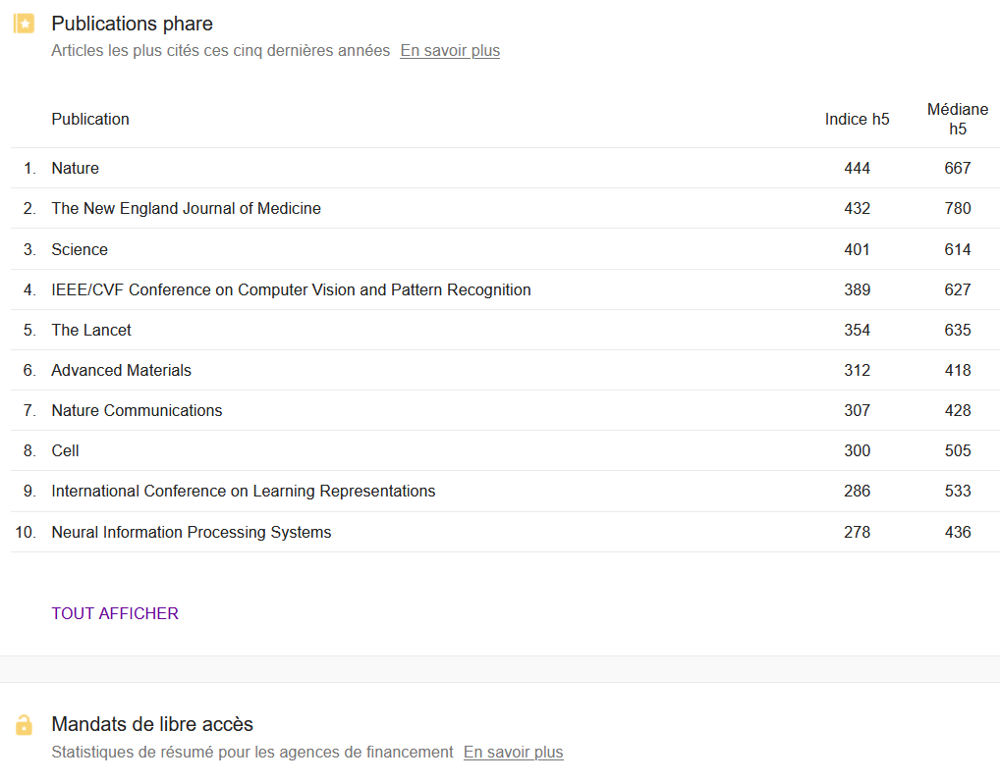 Publications phare
Articles les plus cités ces cinq dernières années En savoir plus
Publication Indice h5 Médiane h5
1. Nature 444 667
2. The New England Journal of Medicine 432 780
3. Science 401 614
4. IEEE/CVF Conference on Computer Vision and Pattern Recognition 389 627
5. The Lancet 354 635
6. Advanced Materials 312 418
7. Nature Communications 307 428
8. Cell 300 505
9. International Conference on Learning Representations 286 533
10. Neural Information Processing Systems 278 436
TOUT AFFICHER
Mandats de libre accès
Statistiques de résumé pour les agences de financement En savoir plus